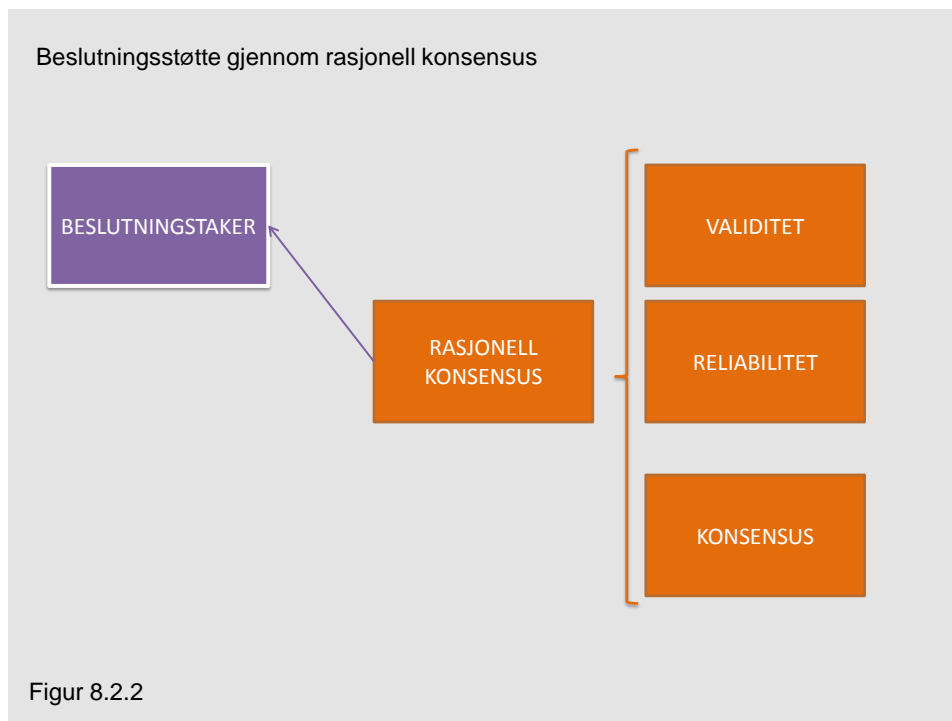 Beslutningsstøtte gjennom rasjonell konsensus
BESLUTNINGSTAKER
VALIDITET
RASJONELL
KONSENSUS
RELIABILITET
KONSENSUS
Figur 8.2.2